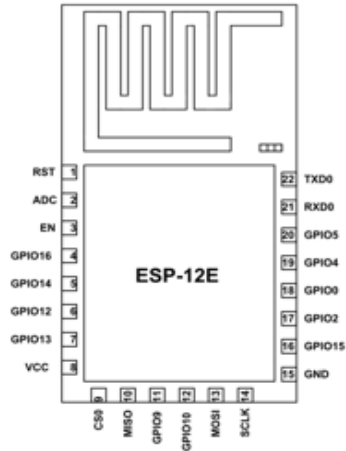 RST 1
ADC 2
EN 3
GPIO16 4
GPIO14 5
GPIO12 6
GPIO13 7
VCC 8
ESP-12E
22 TXD0
21 RXD0
20 GPIO5
19 GPIO4
18 GPIO0
17 GPIO2
16 GPIO15
15 GND
9 CS0
10 MISO
11 GPIO9
12 GPIO10
13 MOSI
14 SCLK